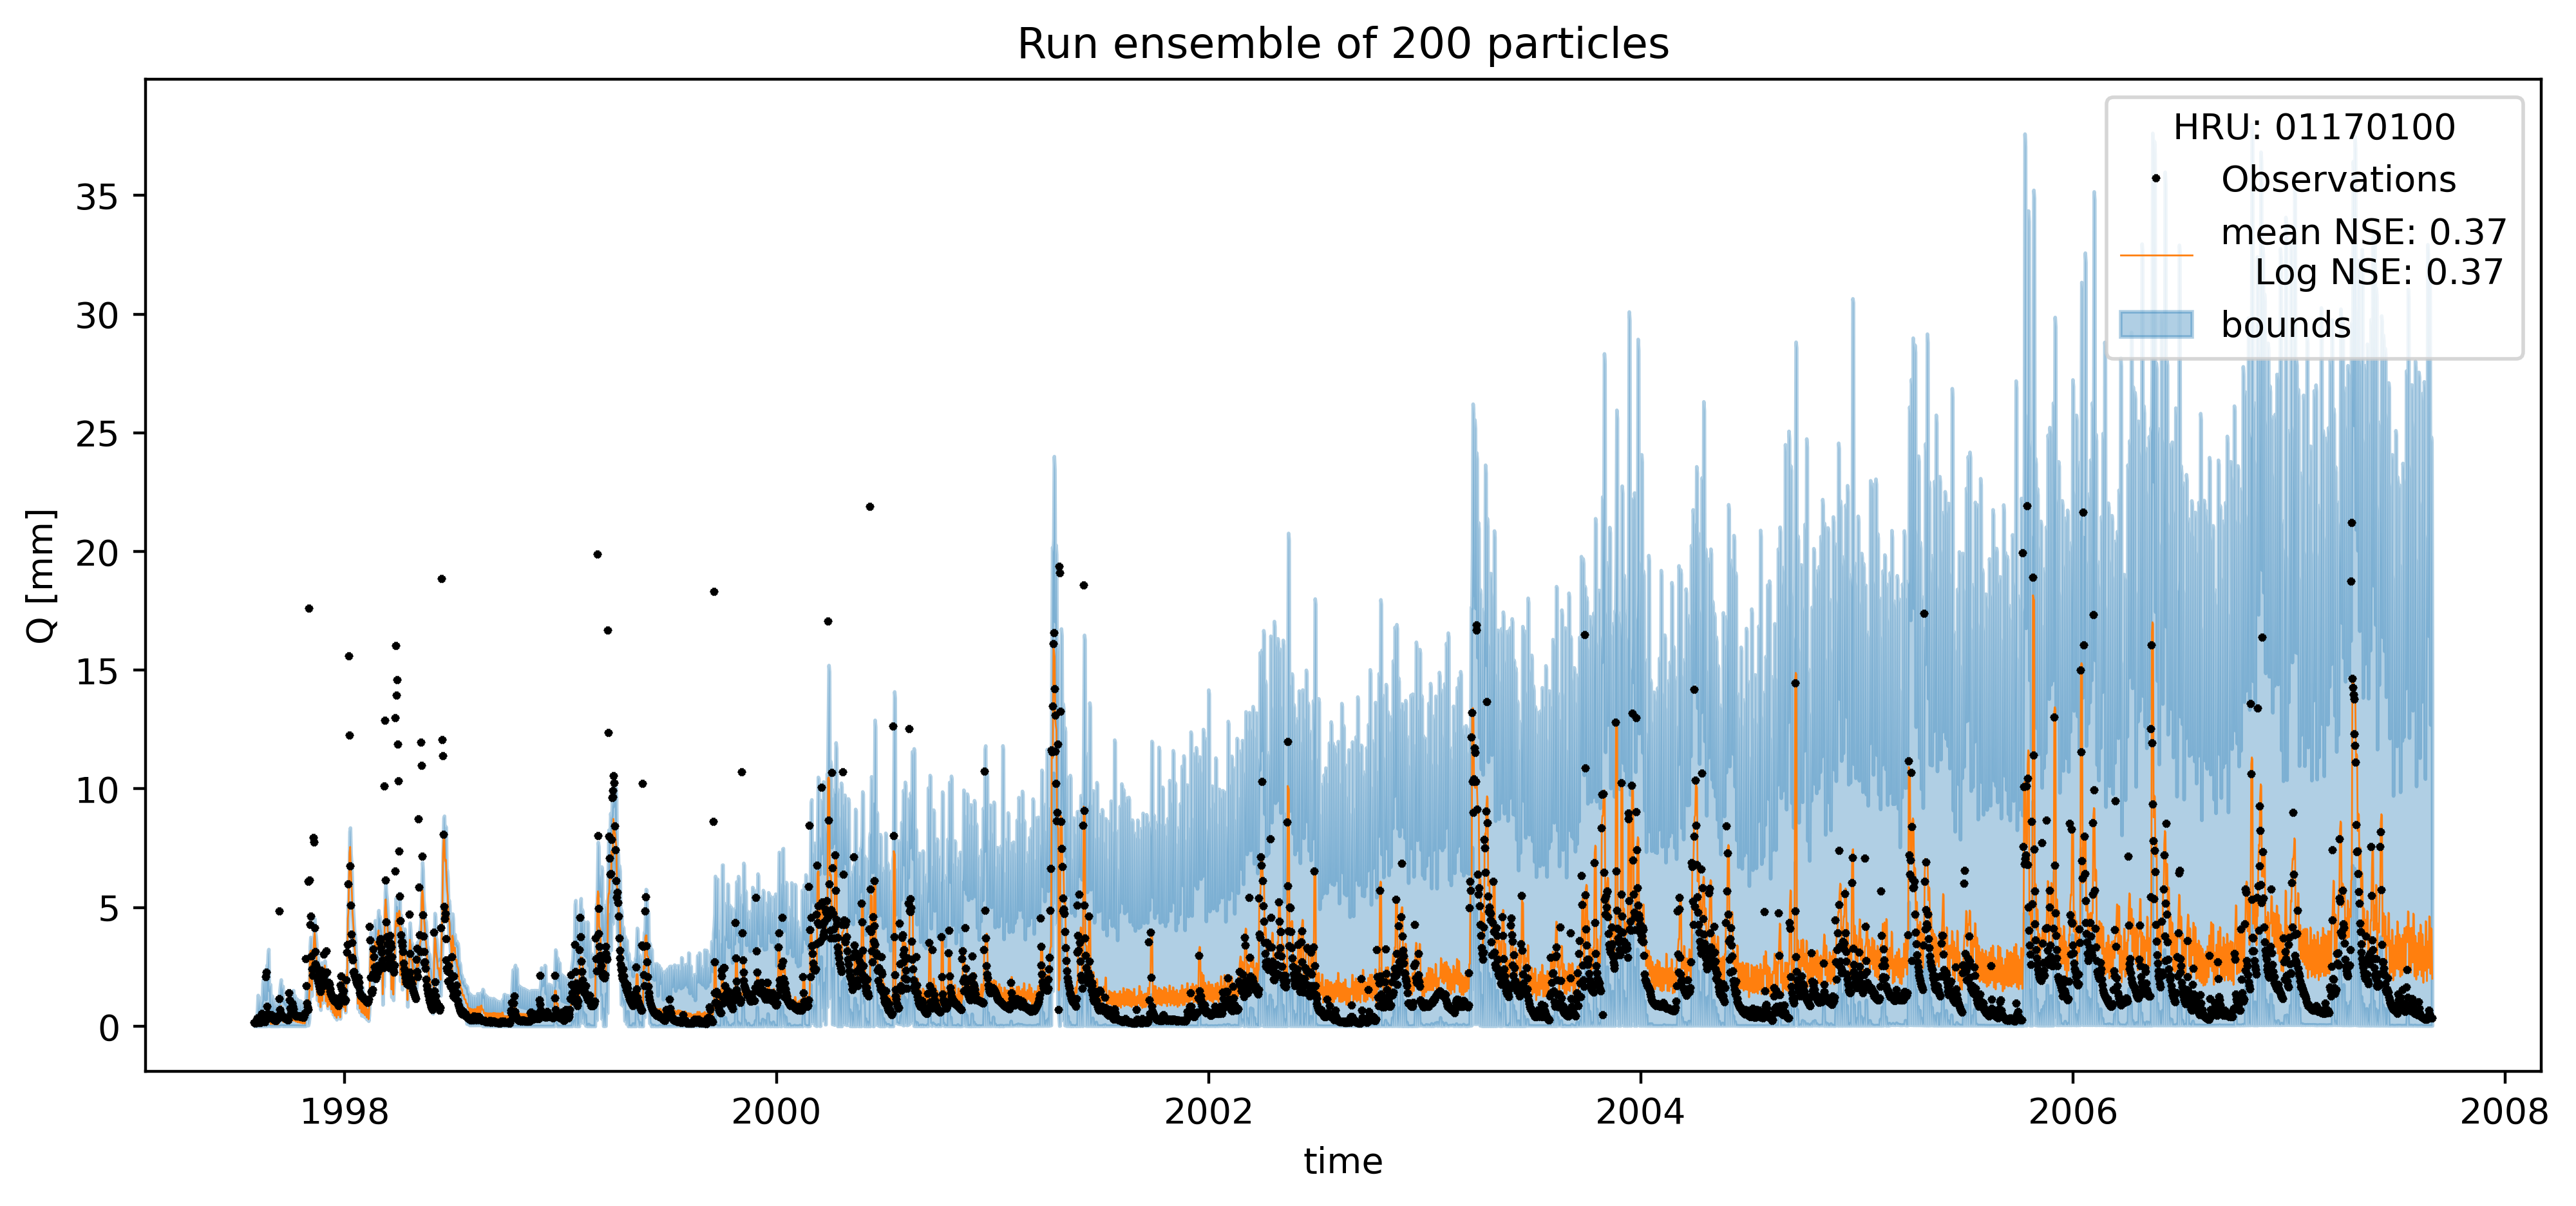 Run ensemble of 200 particles
HRU: 01170100
Observations
mean NSE: 0.37
Log NSE: 0.37
bounds
35
30
25
20
15
10
5
0
Q [mm]
1998
2000
2002
2004
2006
2008
time